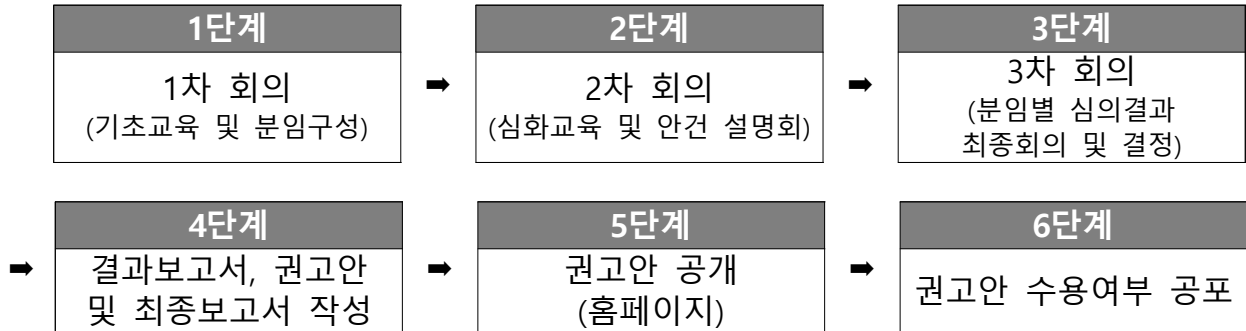 1단계
1차 회의
(기초교육 및 분임구성)
➡
2단계
2차 회의
(심화교육 및 안건 설명회)
➡
3단계
3차 회의
(분임별 심의결과
최종회의 및 결정)
➡
4단계
결과보고서, 권고안
및 최종보고서 작성
➡
5단계
권고안 공개
(홈페이지)
➡
6단계
권고안 수용여부 공포